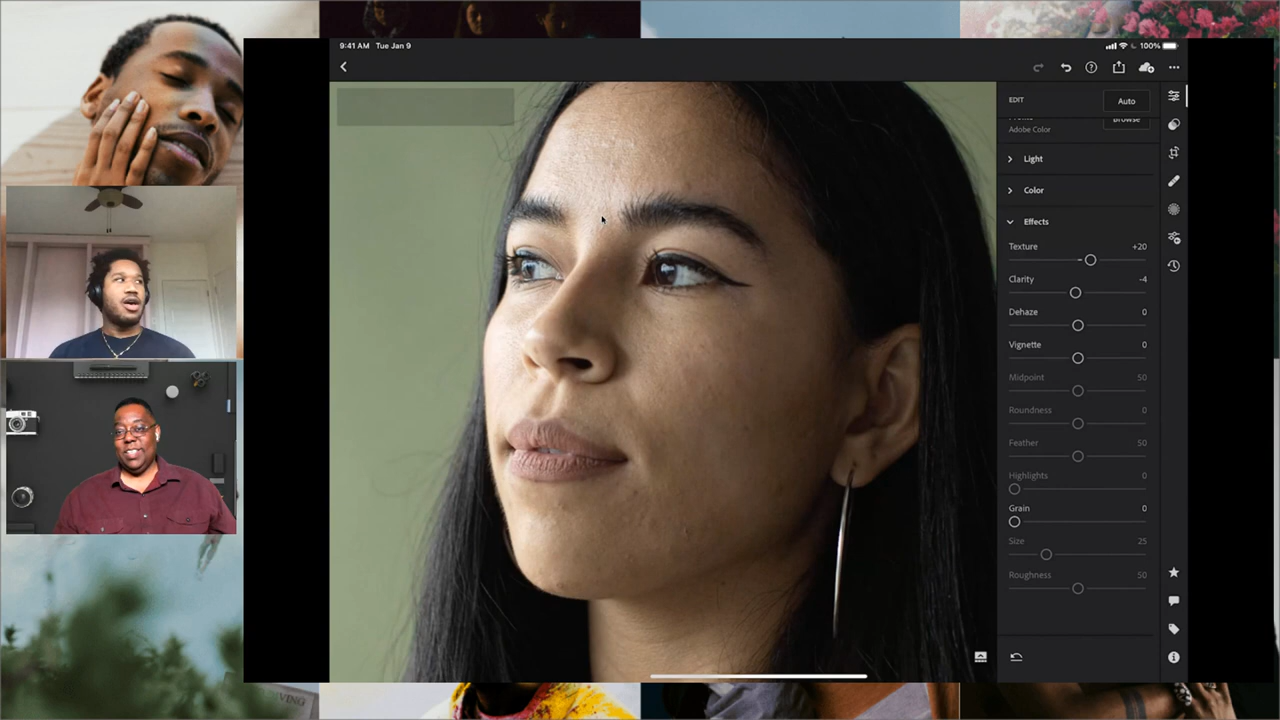 9:41 AM Tue Jan 9
100%
EDIT
Auto
Profile
Browse
Adobe Color
Light
Color
Effects
Texture +20
Clarity -4
Dehaze 0
Vignette 0
Midpoint 50
Roundness 0
Feather 50
Highlights 0
Grain 0
Size 25
Roughness 50